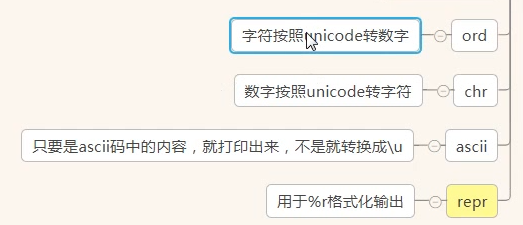 字符按照unicode转数字 ord
数字按照unicode转字符 chr
只要是ascii码中的内容，就打印出来，不是就转换成\u ascii
用于%r格式化输出 repr